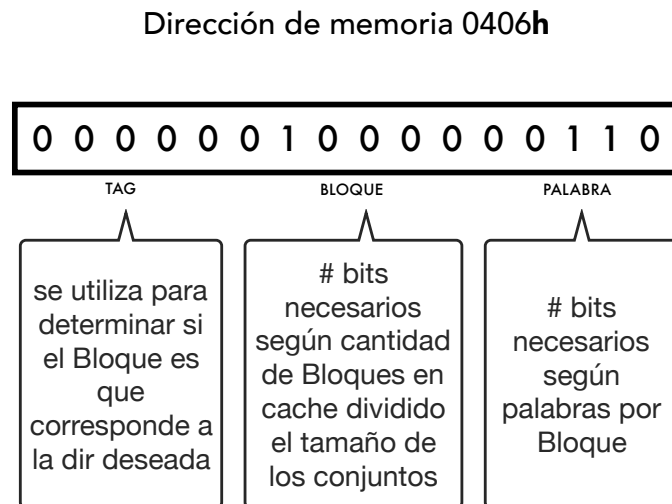 Dirección de memoria 0406h
0 0 0 0 0 0 1 0 0 0 0 0 0 1 1 0
TAG
BLOQUE
PALABRA
se utiliza para
determinar si
el Bloque es
que
corresponde a
la dir deseada
# bits
necesarios
según cantidad
de Bloques en
cache dividido
el tamaño de
los conjuntos
# bits
necesarios
según
palabras por
Bloque